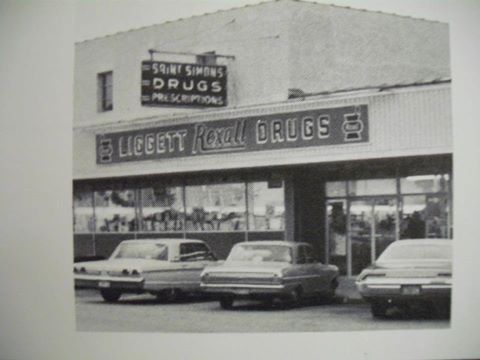 SAINT SIMONS
DRUGS
PRESCRIPTIONS
LIGGETT Rexall DRUGS